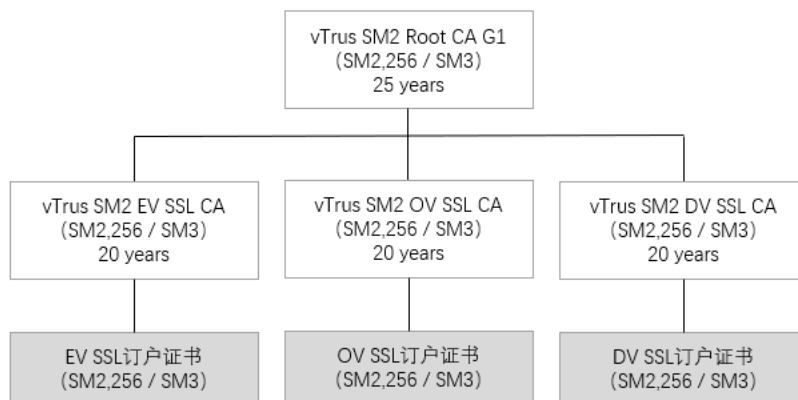 vTrus SM2 Root CA G1
（SM2,256 / SM3）
25 years
vTrus SM2 EV SSL CA
（SM2,256 / SM3）
20 years
vTrus SM2 OV SSL CA
（SM2,256 / SM3）
20 years
vTrus SM2 DV SSL CA
（SM2,256 / SM3）
20 years
EV SSL订户证书
（SM2,256 / SM3）
OV SSL订户证书
（SM2,256 / SM3）
DV SSL订户证书
（SM2,256 / SM3）